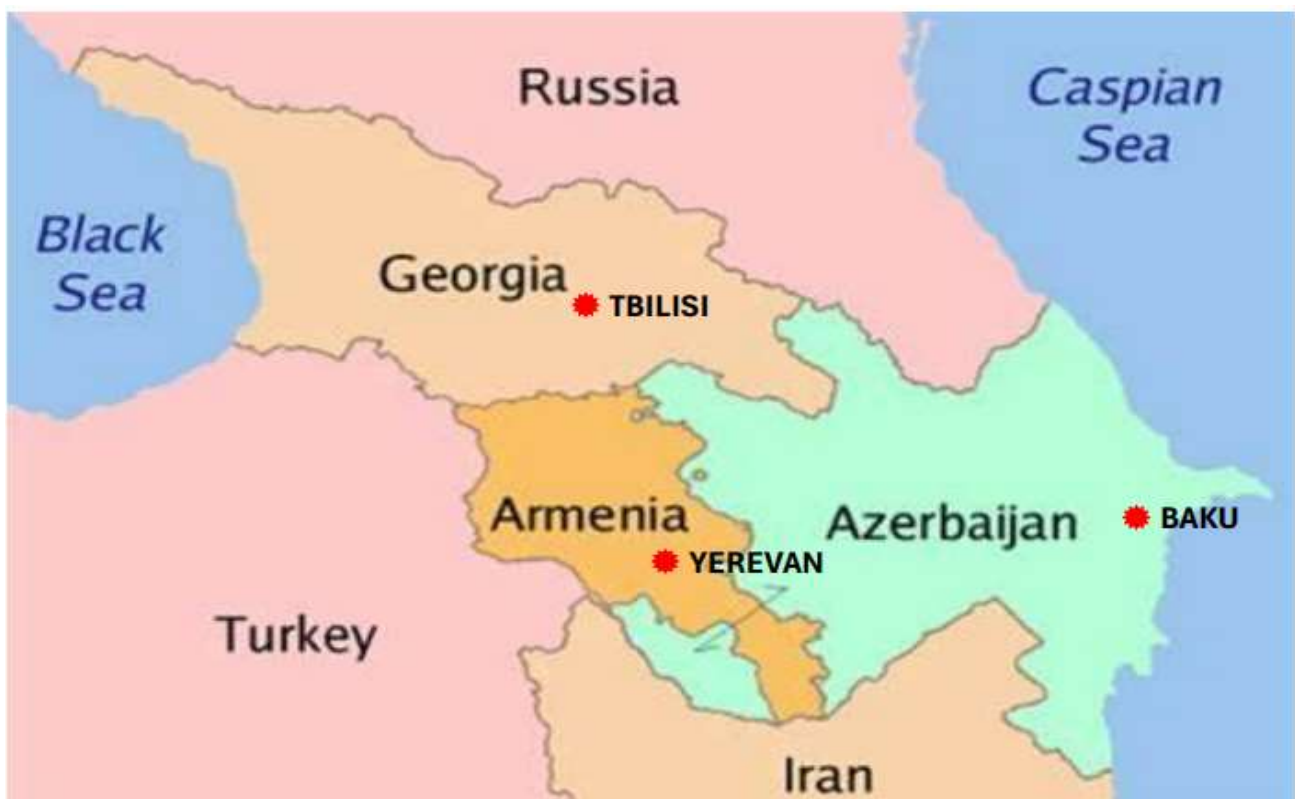 Russia
Caspian
Sea
Black
Sea
Georgia
TBILISI
Armenia
Azerbaijan
BAKU
YEREVAN
Turkey
Iran